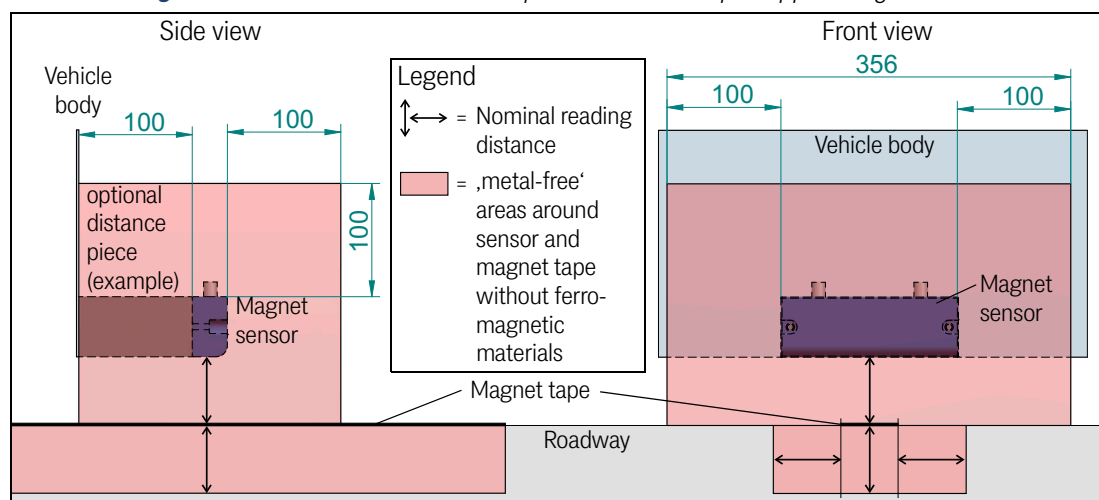 Side view
Vehicle
body
100
100
optional
distance
piece
(example)
100
Magnet
sensor
Legend
= Nominal reading
distance
= ‚metal-free‘
areas around
sensor and
magnet tape
without ferro-
magnetic
materials
Front view
356
100
100
Vehicle body
Magnet
sensor
Magnet tape
Roadway